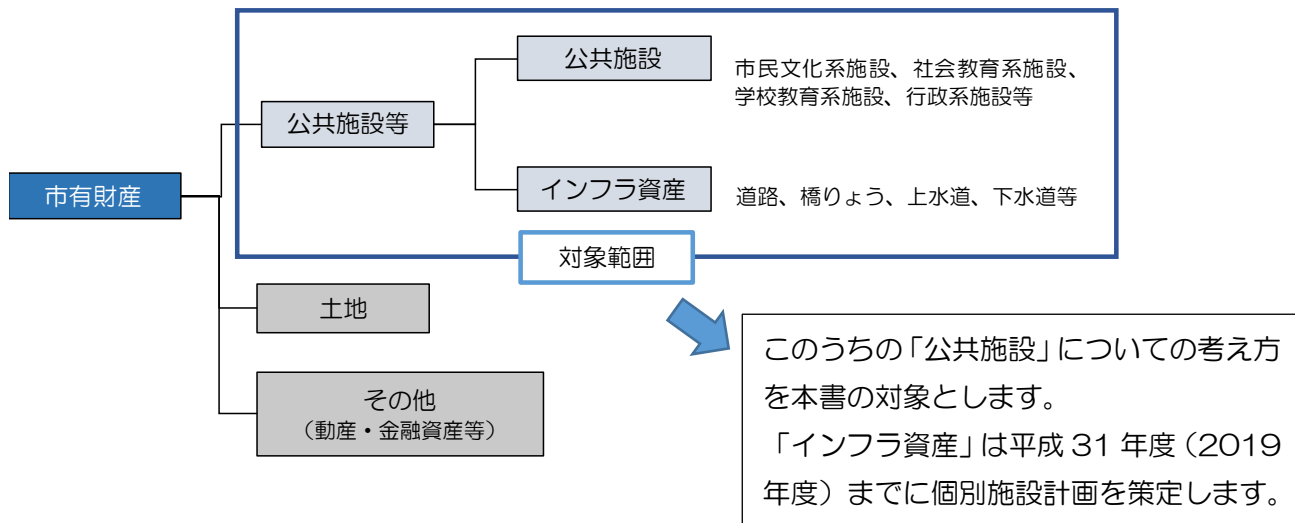 公共施設
市民文化系施設、社会教育系施設、
学校教育系施設、行政系施設等
公共施設等
市有財産
インフラ資産
道路、橋りょう、上水道、下水道等
対象範囲
土地
その他
（動産・金融資産等）
このうちの「公共施設」についての考え方
を本書の対象とします。
「インフラ資産」は平成 31 年度（2019
年度）までに個別施設計画を策定します。